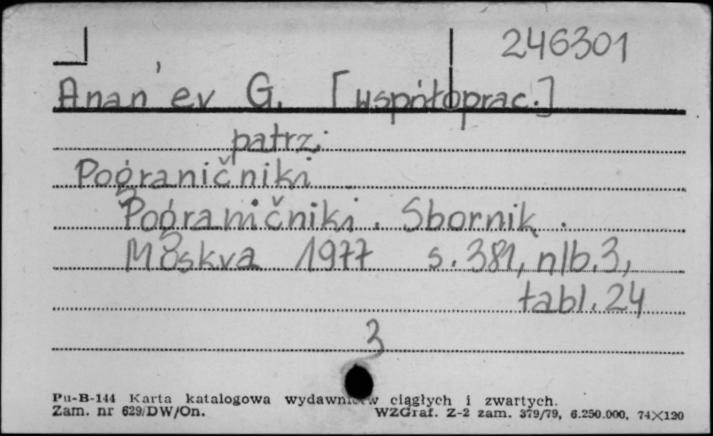 246301
Anan'ev G. [współoprac.]
patrz:
Pograničniki
Pograničniki. Sbornik.
Moskva 1977 s. 381, nlb. 3,
tabl. 24
3
Pu-B-144 Karta katalogowa wydawnictw ciągłych i zwartych.
Zam. nr 629/DW/On. WZGraf. Z-2 zam. 379/79, 6.250.000, 74×120